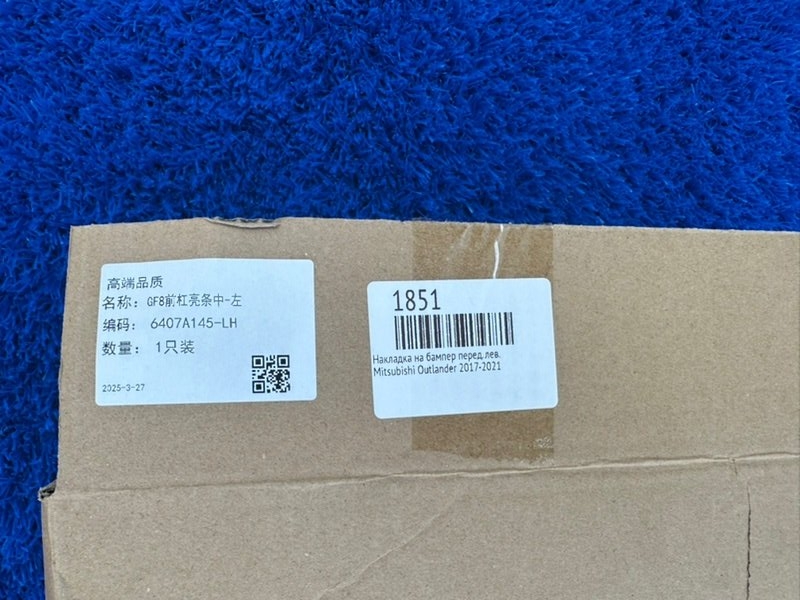 高端品质
名称： GF8前杠亮条中-左
编码： 6407A145-LH
数量： 1只装
2025-3-27
1851
Накладка на бампер перед.лев.
Mitsubishi Outlander 2017-2021